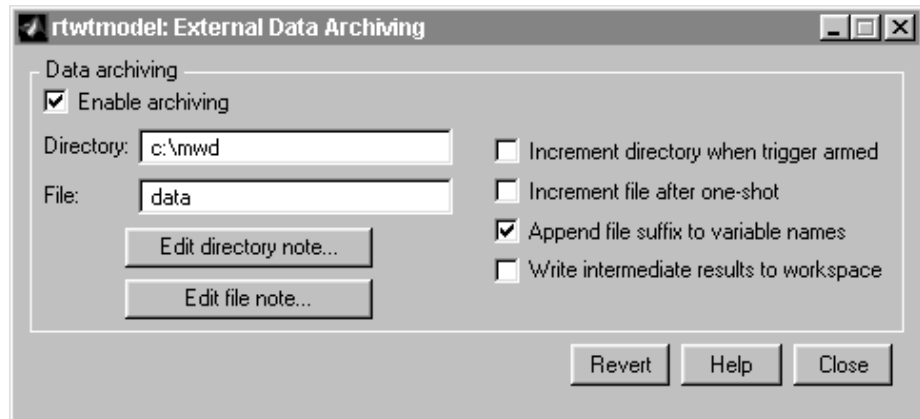 rtwtmodel: External Data Archiving
Data archiving
Enable archiving
Directory: c:\mwd
File: data
Edit directory note...
Edit file note...
Increment directory when trigger armed
Increment file after one-shot
Append file suffix to variable names
Write intermediate results to workspace
Revert Help Close